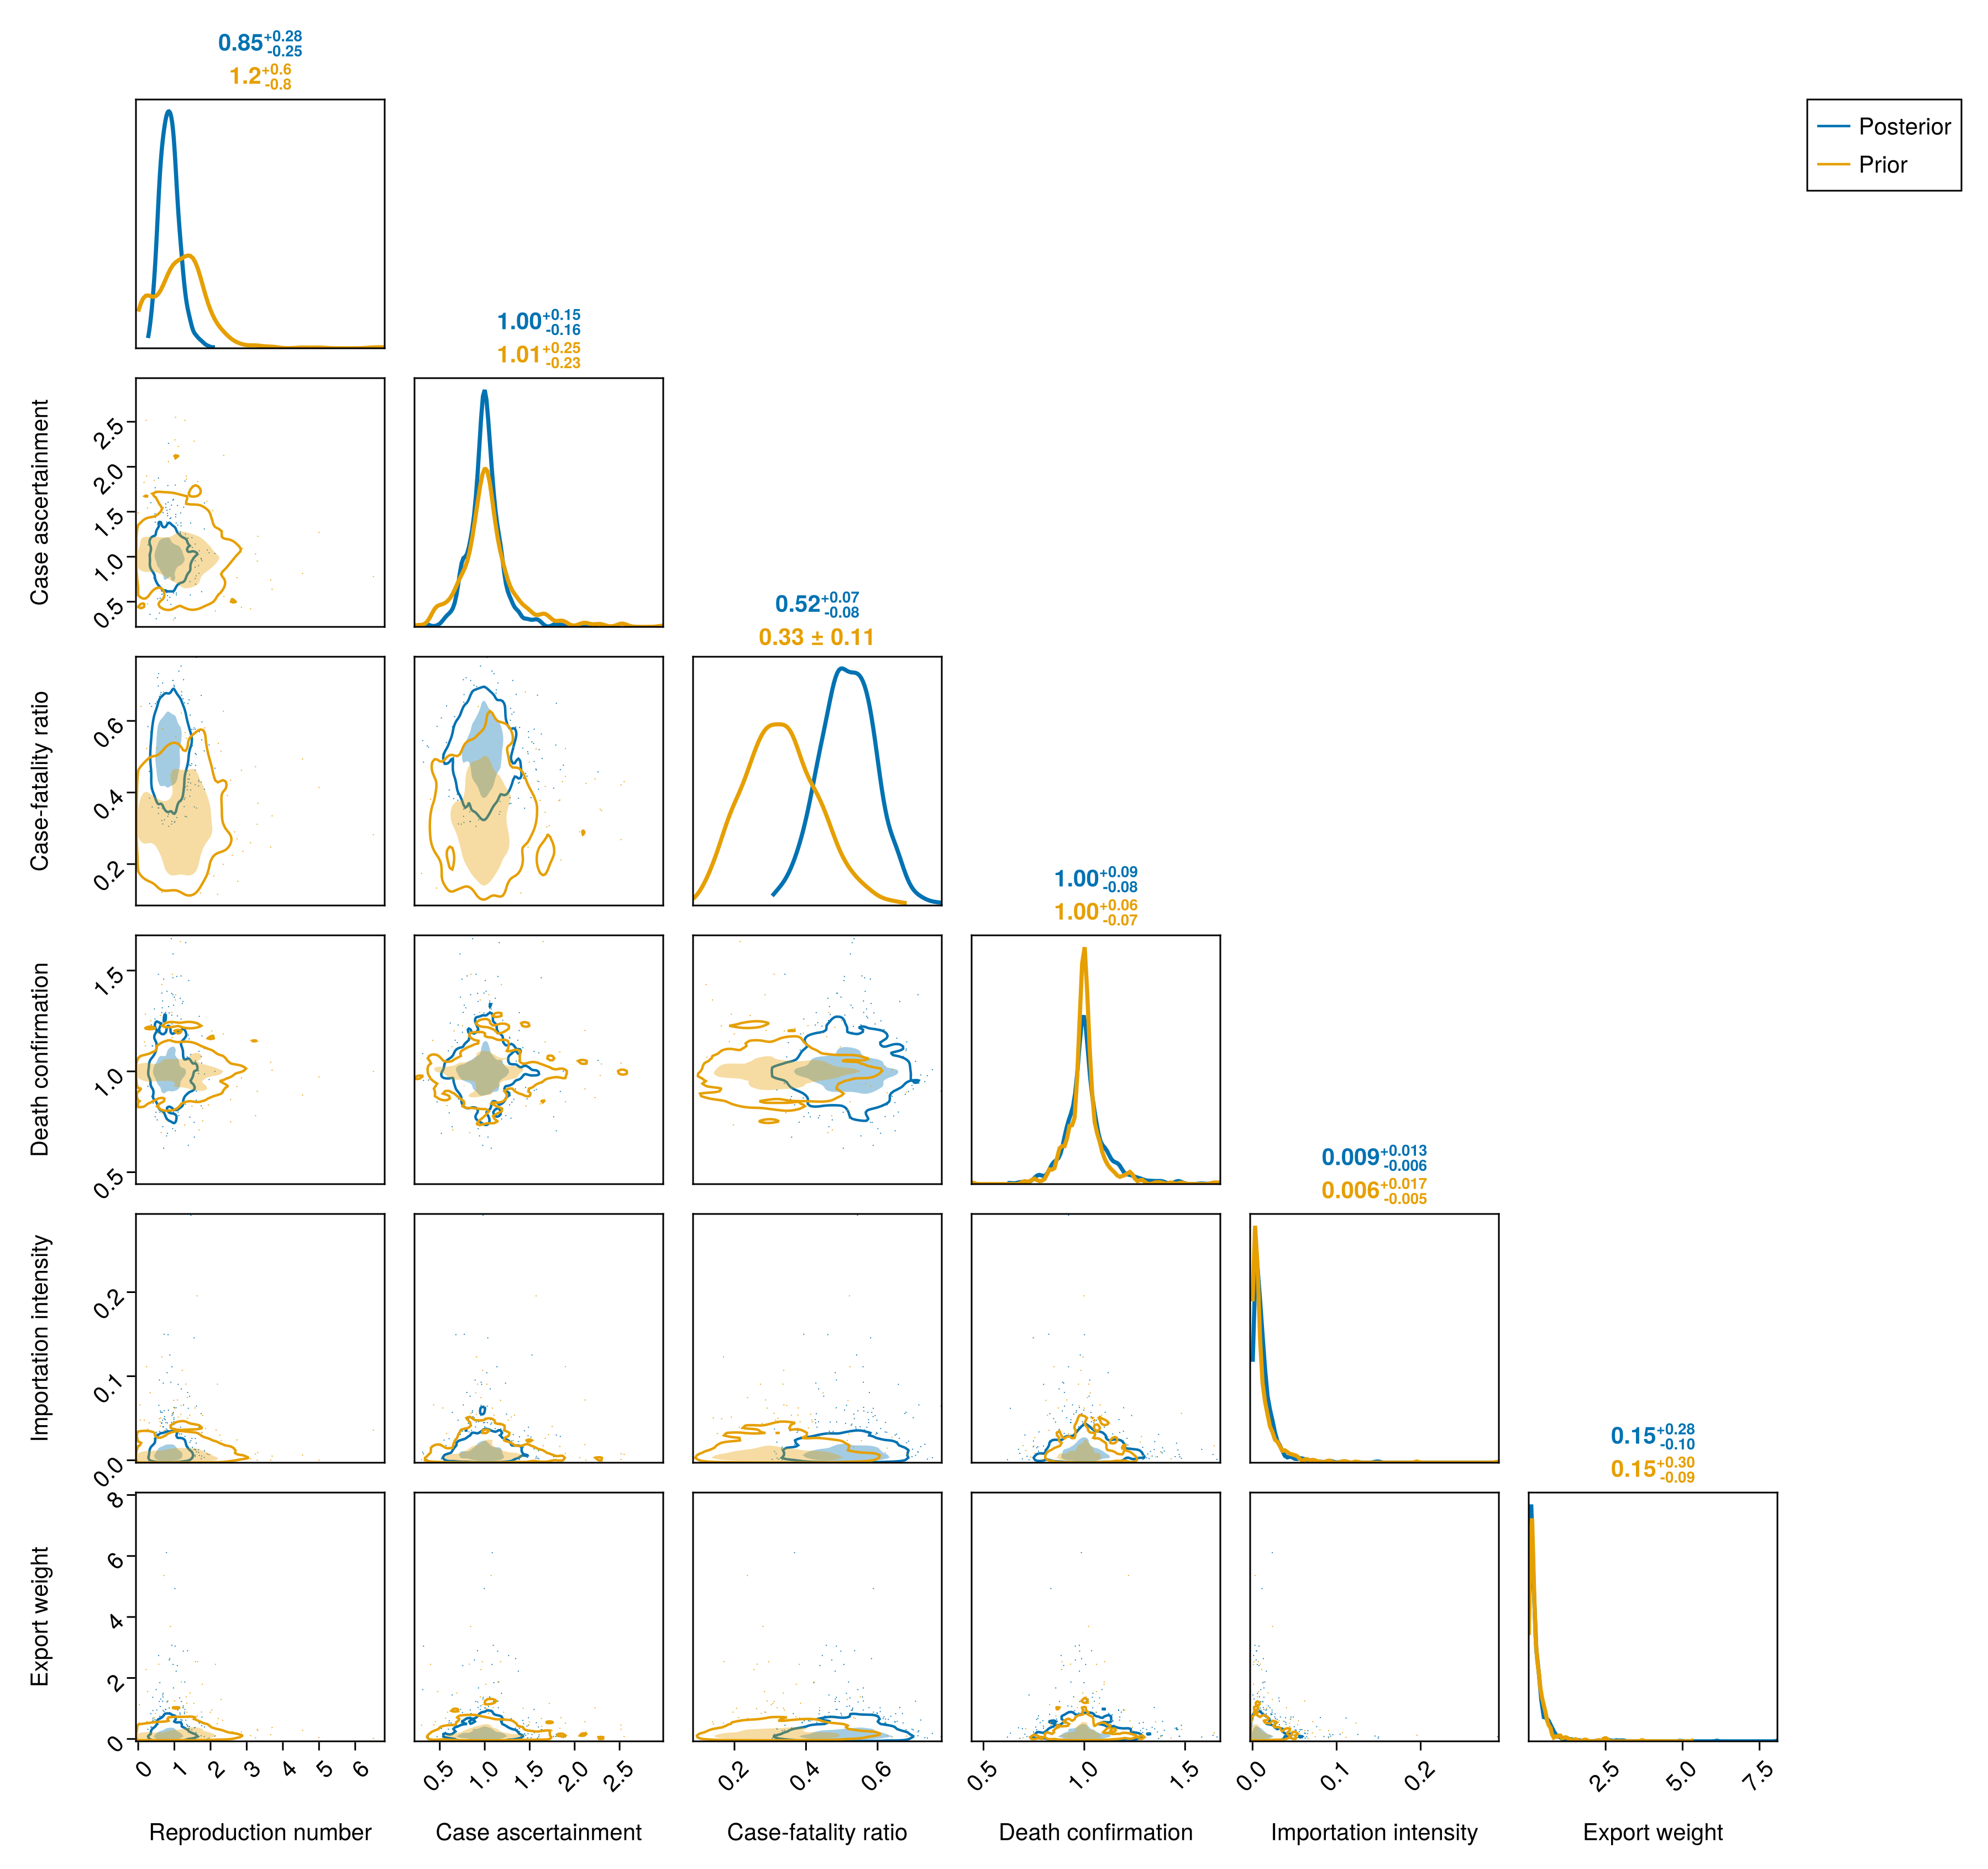 0.85+0.28-0.25
1.2+0.6-0.8
Posterior
Prior
1.00+0.15-0.16
1.01+0.25-0.23
Case ascertainment
2.5
2.0
1.5
1.0
0.5
0.52+0.07-0.08
0.33 ± 0.11
Case-fatality ratio
0.6
0.4
0.2
1.00+0.09-0.08
1.00+0.06-0.07
Death confirmation
1.5
1.0
0.5
0.009+0.013-0.006
0.006+0.017-0.005
Importation intensity
0.2
0.1
0.0
0.15+0.28-0.10
0.15+0.30-0.09
Export weight
8
6
4
2
0
0 1 2 3 4 5 6
0.5 1.0 1.5 2.0 2.5
0.2 0.4 0.6
0.5 1.0 1.5
0.0 0.1 0.2
2.5 5.0 7.5
Reproduction number
Case ascertainment
Case-fatality ratio
Death confirmation
Importation intensity
Export weight